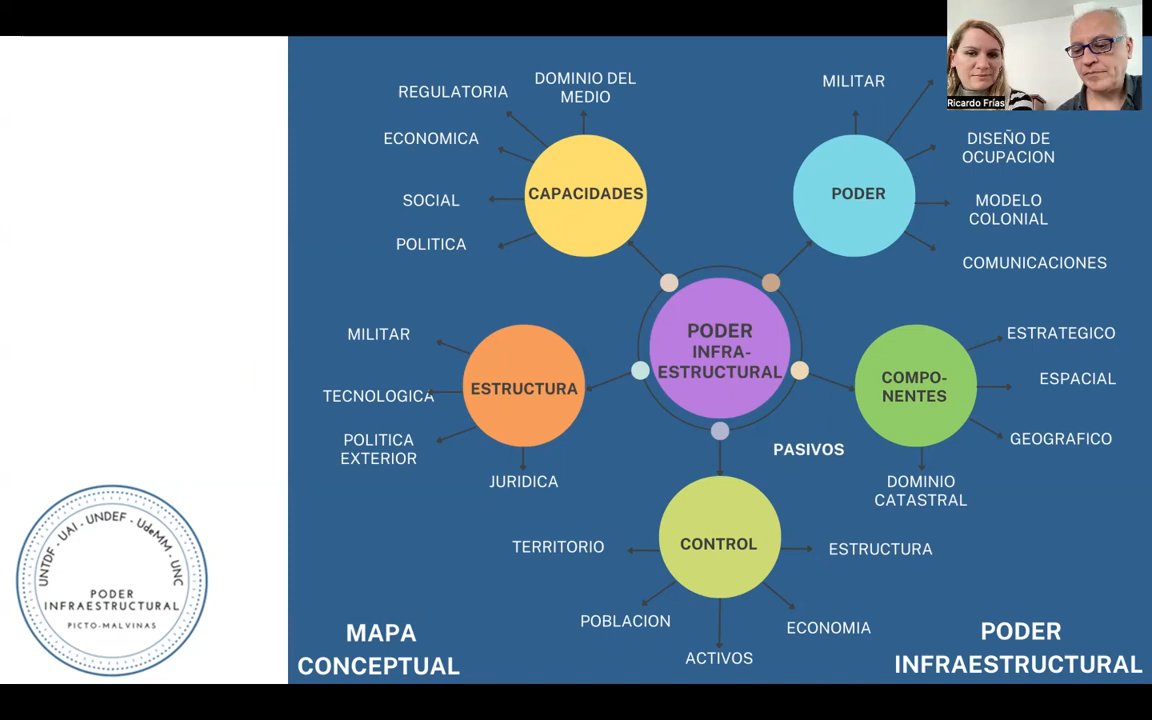 Ricardo Frías
REGULATORIA
DOMINIO DEL
MEDIO
ECONOMICA
SOCIAL
POLITICA
CAPACIDADES
MILITAR
DISEÑO DE
OCUPACION
MODELO
COLONIAL
COMUNICACIONES
PODER
PODER
INFRA-
ESTRUCTURAL
MILITAR
TECNOLOGICA
POLITICA
EXTERIOR
JURIDICA
ESTRUCTURA
COMPO-
NENTES
ESTRATEGICO
ESPACIAL
GEOGRAFICO
DOMINIO
CATASTRAL
PASIVOS
CONTROL
TERRITORIO
ESTRUCTURA
POBLACION
ECONOMIA
ACTIVOS
UNTDF - UAI - UNDEF - UdeMM - UNC
PODER
INFRAESTRUCTURAL
PICTO-MALVINAS
MAPA
CONCEPTUAL
PODER
INFRAESTRUCTURAL